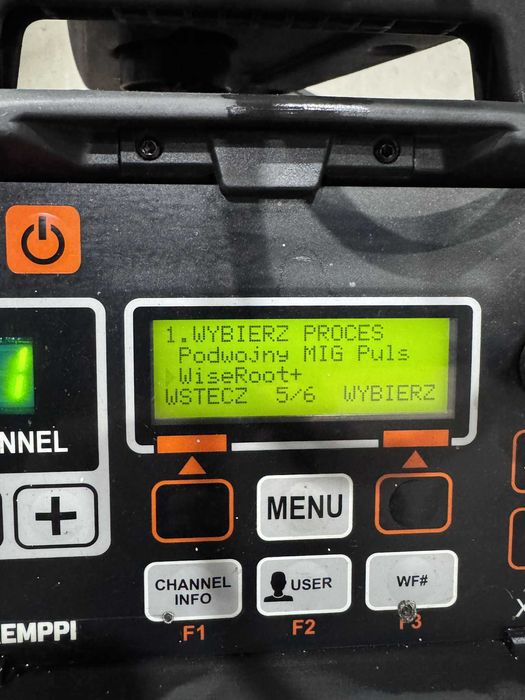 1.WYBIERZ PROCES
Podwojny MIG Puls
WiseRoot+
WSTECZ 5/6 WYBIERZ
NNEL
+
MENU
CHANNEL
INFO
USER
WF#
F1
F2
F3
EMPPI
X